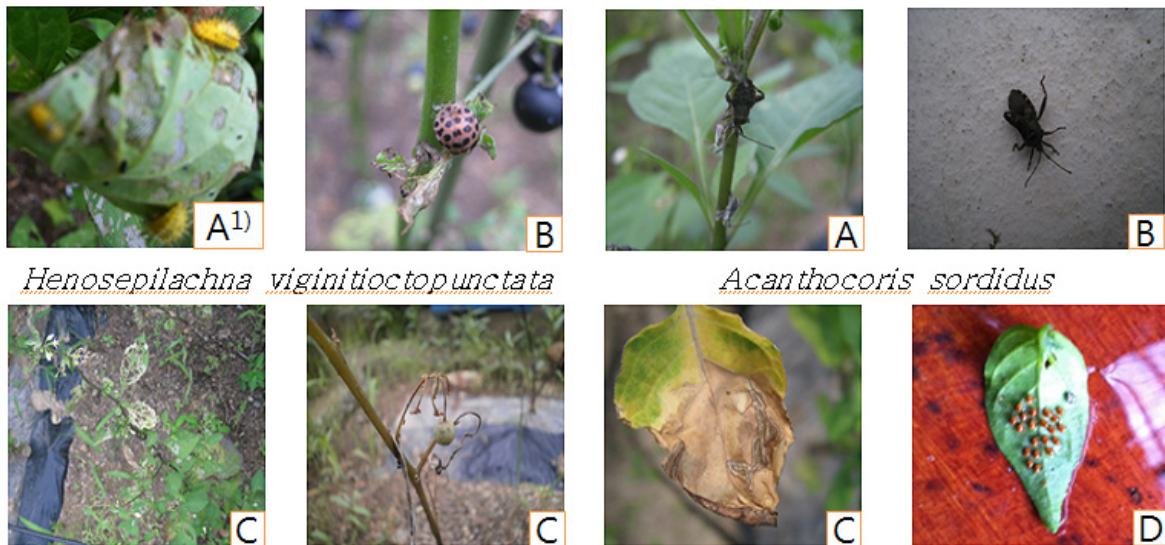 A1) B A B
Henosepilachna viginitioctopunctata Acanthocoris sordidus
C C C D